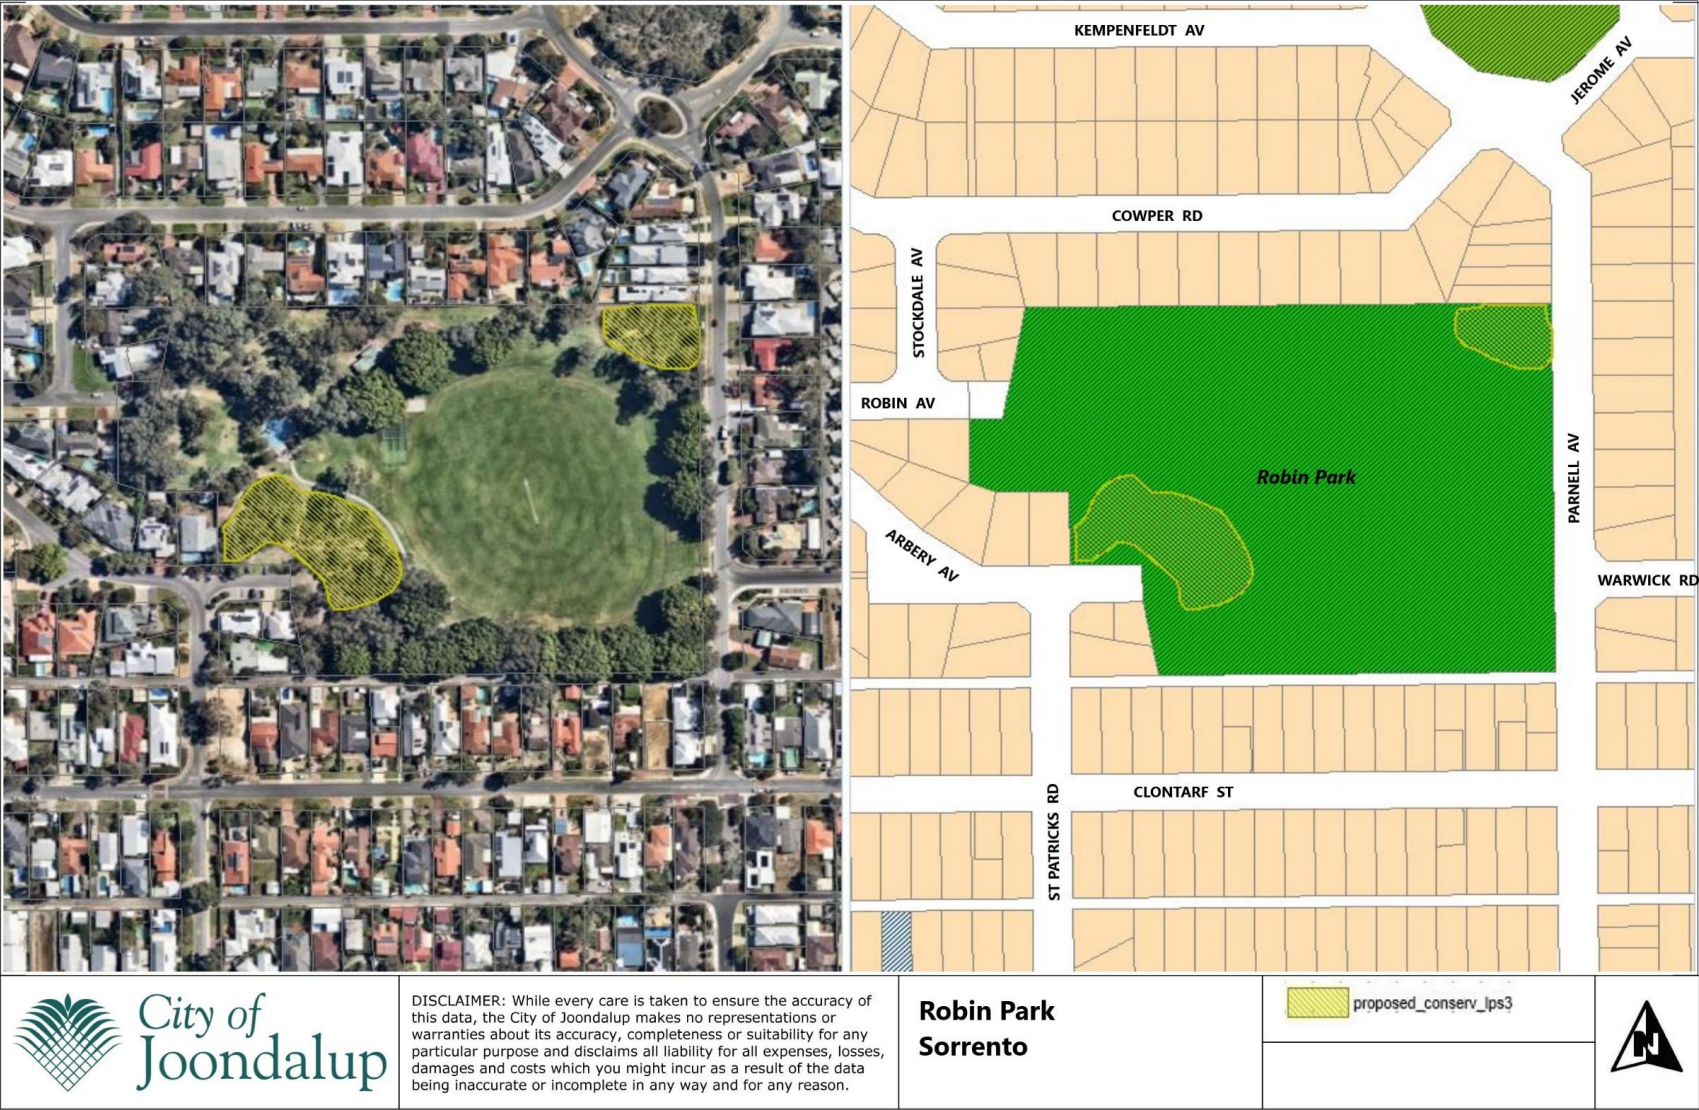 KEMPENFELDT AV
JEROME AV
COWPER RD
STOCKDALE AV
ROBIN AV
Robin Park
PARNELL AV
ARBERY AV
WARWICK RD
CLONTARF ST
ST PATRICKS RD
City of
Joondalup
DISCLAIMER: While every care is taken to ensure the accuracy of
this data, the City of Joondalup makes no representations or
warranties about its accuracy, completeness or suitability for any
particular purpose and disclaims all liability for all expenses, losses,
damages and costs which you might incur as a result of the data
being inaccurate or incomplete in any way and for any reason.
Robin Park
Sorrento
proposed_conserv_lps3
N